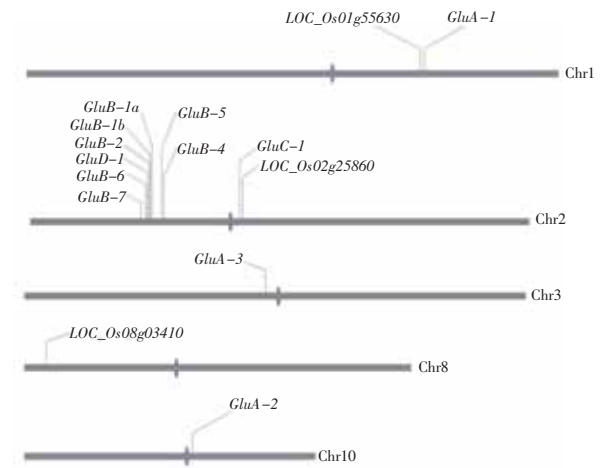 LOC_Os01g55630
GluA-1
Chr1
GluB-1a
GluB-5
GluB-1b
GluB-2
GluD-1
GluB-6
GluB-7
GluB-4
GluC-1
LOC_Os02g25860
Chr2
GluA-3
Chr3
LOC_Os08g03410
Chr8
GluA-2
Chr10